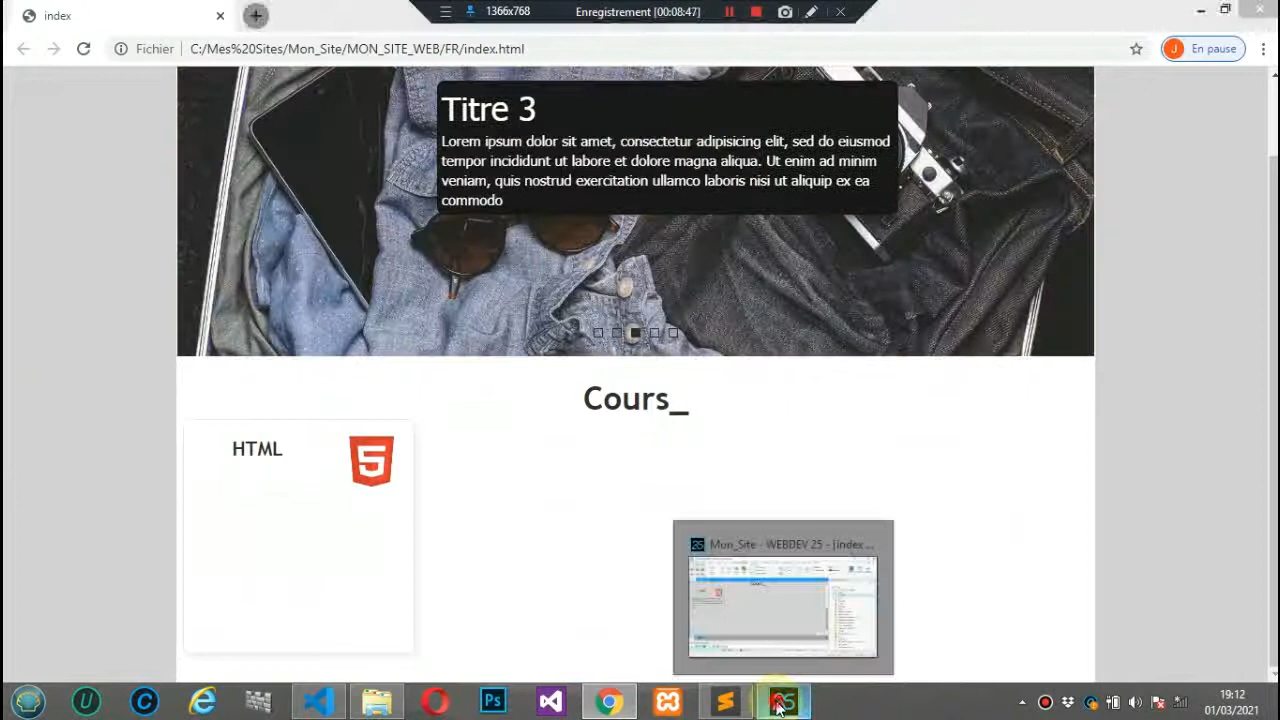 index
1366x768
Enregistrement [00:08:47]
Fichier
C:/Mes%20Sites/Mon_Site/MON_SITE_WEB/FR/index.html
J
En pause
Titre 3
Lorem ipsum dolor sit amet, consectetur adipisicing elit, sed do eiusmod
tempor incididunt ut labore et dolore magna aliqua. Ut enim ad minim
veniam, quis nostrud exercitation ullamco laboris nisi ut aliquip ex ea
commodo
Cours_
HTML
5
25 Mon_Site - WEBDEV 25 - [index ...
Ps
19:12
01/03/2021